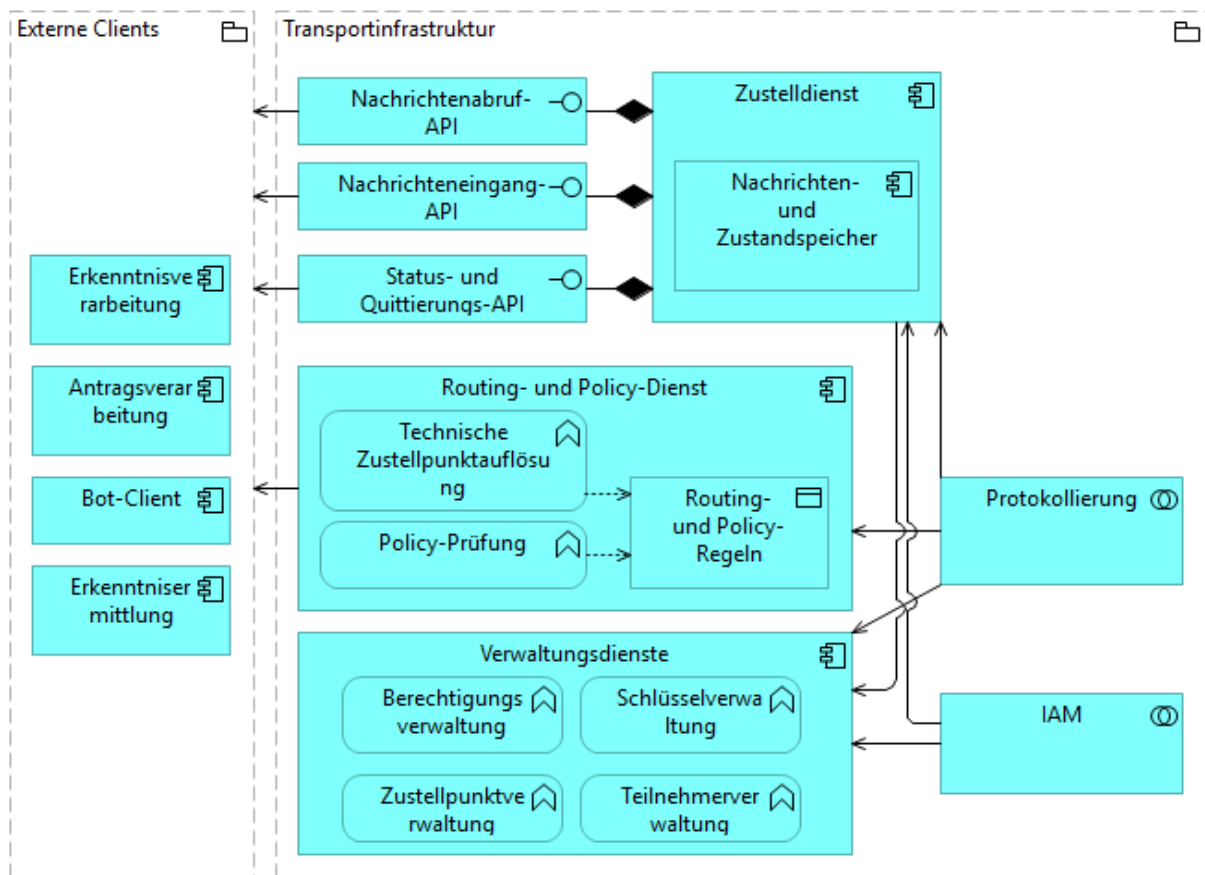 Externe Clients
Transportinfrastruktur
Nachrichtenabruf-
API
Zustelldienst
Nachrichteneingang-
API
Nachrichten-
und
Zustandspeicher
Status- und
Quittierungs-API
Erkenntnisve
rarbeitung
Antragsverar
beitung
Bot-Client
Erkenntniser
mittlung
Routing- und Policy-Dienst
Technische
Zustellpunktauflösu
ng
Policy-Prüfung
Routing-
und Policy-
Regeln
Protokollierung
Verwaltungsdienste
Berechtigungs
verwaltung
Schlüsselverwa
ltung
Zustellpunktve
rwaltung
Teilnehmerver
waltung
IAM